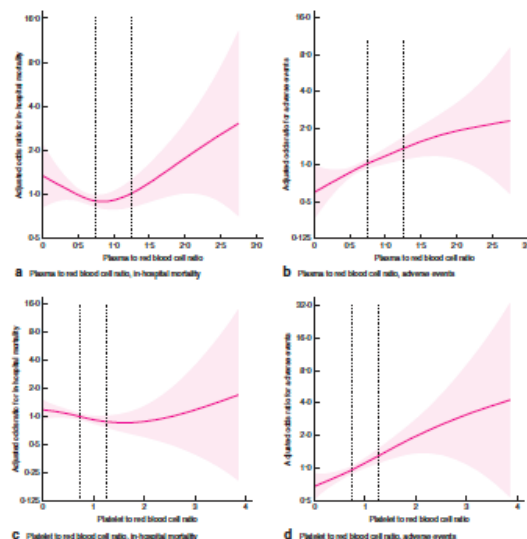 Adjusted odds ratio for in-hospital mortality
16·0
8·0
4·0
2·0
1·0
0·5
0 0·5 1·0 1·5 2·0 2·5 3·0
Plasma to red blood cell ratio
a Plasma to red blood cell ratio, in-hospital mortality
Adjusted odds ratio for adverse events
16·0
8·0
4·0
2·0
1·0
0·5
0·125
0 0·5 1·0 1·5 2·0 2·5
Plasma to red blood cell ratio
b Plasma to red blood cell ratio, adverse events
Adjusted odds ratio for in-hospital mortality
16·0
8·0
4·0
2·0
1·0
0·5
0·25
0·125
0 1 2 3 4
Platelet to red blood cell ratio
c Platelet to red blood cell ratio, in-hospital mortality
Adjusted odds ratio for adverse events
32·0
16·0
8·0
4·0
2·0
1·0
0·5
0 1 2 3 4
Platelet to red blood cell ratio
d Platelet to red blood cell ratio, adverse events